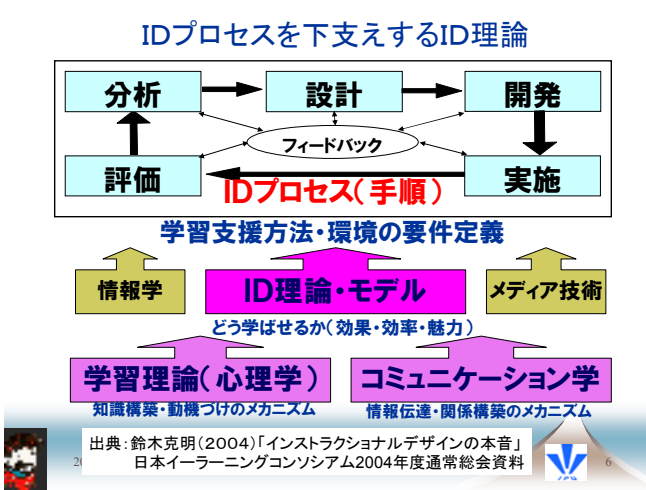 IDプロセスを下支えするID理論
分析
設計
開発
フィードバック
評価
実施
IDプロセス(手順)
学習支援方法・環境の要件定義
情報学
ID理論・モデル
メディア技術
どう学ばせるか(効果・効率・魅力)
学習理論(心理学)
コミュニケーション学
知識構築・動機づけのメカニズム
情報伝達・関係構築のメカニズム
出典:鈴木克明(2004)「インストラクショナルデザインの本音」
日本イーラーニングコンソシアム2004年度通常総会資料
6